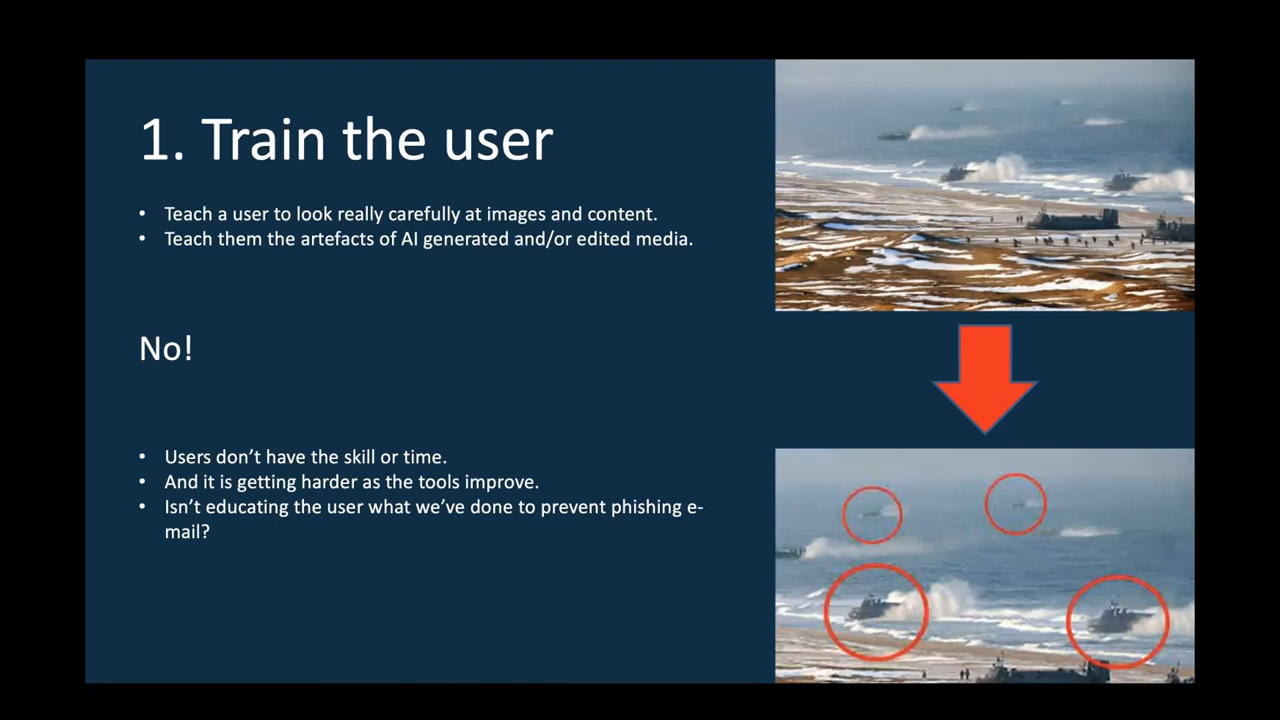 1. Train the user
• Teach a user to look really carefully at images and content.
• Teach them the artefacts of AI generated and/or edited media.
No!
• Users don’t have the skill or time.
• And it is getting harder as the tools improve.
• Isn’t educating the user what we’ve done to prevent phishing e-
mail?